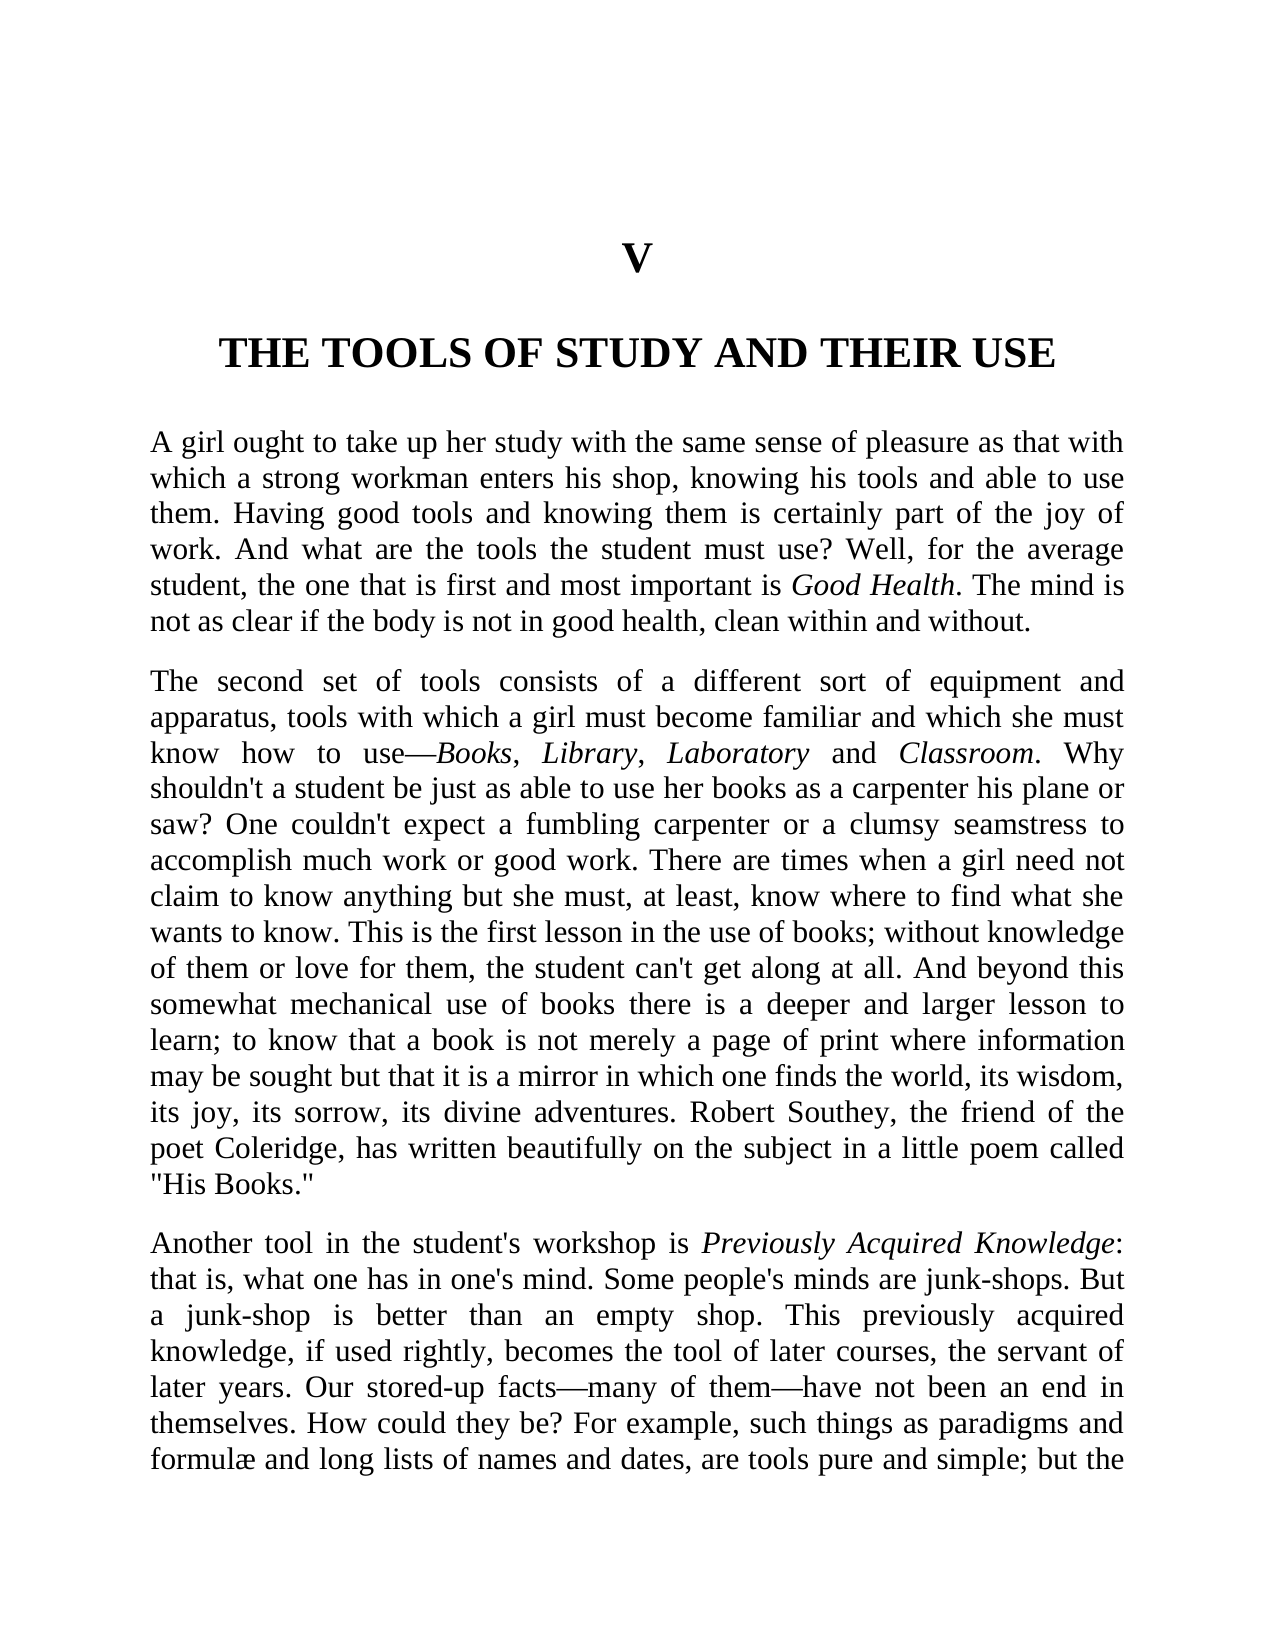 V
THE TOOLS OF STUDY AND THEIR USE
A girl ought to take up her study with the same sense of pleasure as that with
which a strong workman enters his shop, knowing his tools and able to use
them. Having good tools and knowing them is certainly part of the joy of
work. And what are the tools the student must use? Well, for the average
student, the one that is first and most important is Good Health. The mind is
not as clear if the body is not in good health, clean within and without.
The second set of tools consists of a different sort of equipment and
apparatus, tools with which a girl must become familiar and which she must
know how to use—Books, Library, Laboratory and Classroom. Why
shouldn't a student be just as able to use her books as a carpenter his plane or
saw? One couldn't expect a fumbling carpenter or a clumsy seamstress to
accomplish much work or good work. There are times when a girl need not
claim to know anything but she must, at least, know where to find what she
wants to know. This is the first lesson in the use of books; without knowledge
of them or love for them, the student can't get along at all. And beyond this
somewhat mechanical use of books there is a deeper and larger lesson to
learn; to know that a book is not merely a page of print where information
may be sought but that it is a mirror in which one finds the world, its wisdom,
its joy, its sorrow, its divine adventures. Robert Southey, the friend of the
poet Coleridge, has written beautifully on the subject in a little poem called
"His Books."
Another tool in the student's workshop is Previously Acquired Knowledge:
that is, what one has in one's mind. Some people's minds are junk-shops. But
a junk-shop is better than an empty shop. This previously acquired
knowledge, if used rightly, becomes the tool of later courses, the servant of
later years. Our stored-up facts—many of them—have not been an end in
themselves. How could they be? For example, such things as paradigms and
formulæ and long lists of names and dates, are tools pure and simple; but the